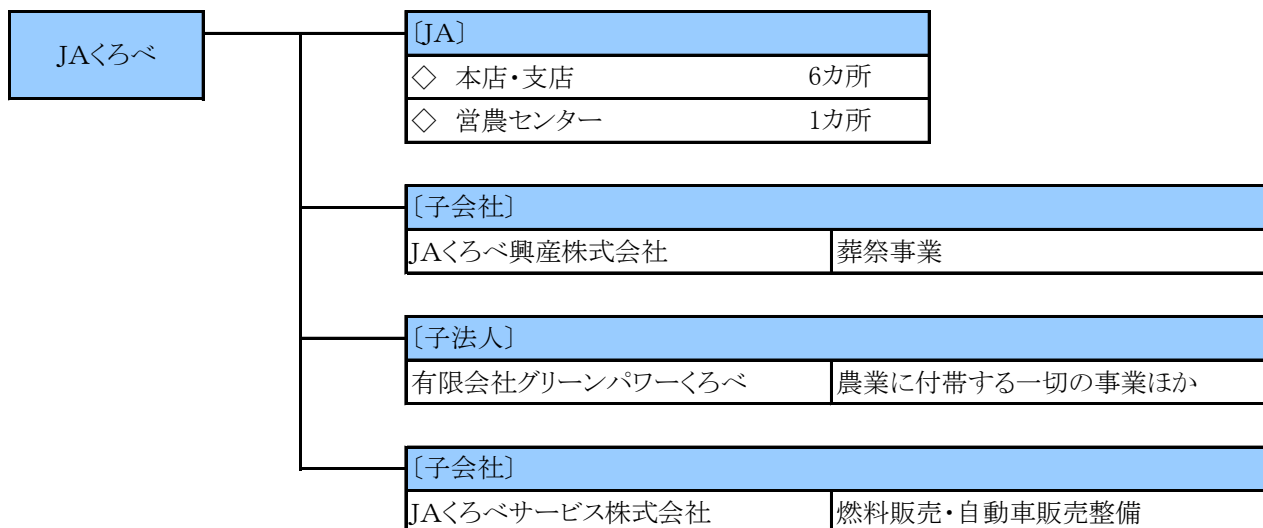 JAくろべ
〔JA〕
◇ 本店・支店 6カ所
◇ 営農センター 1カ所
〔子会社〕
JAくろべ興産株式会社 葬祭事業
〔子法人〕
有限会社グリーンパワーくろべ 農業に付帯する一切の事業ほか
〔子会社〕
JAくろべサービス株式会社 燃料販売・自動車販売整備